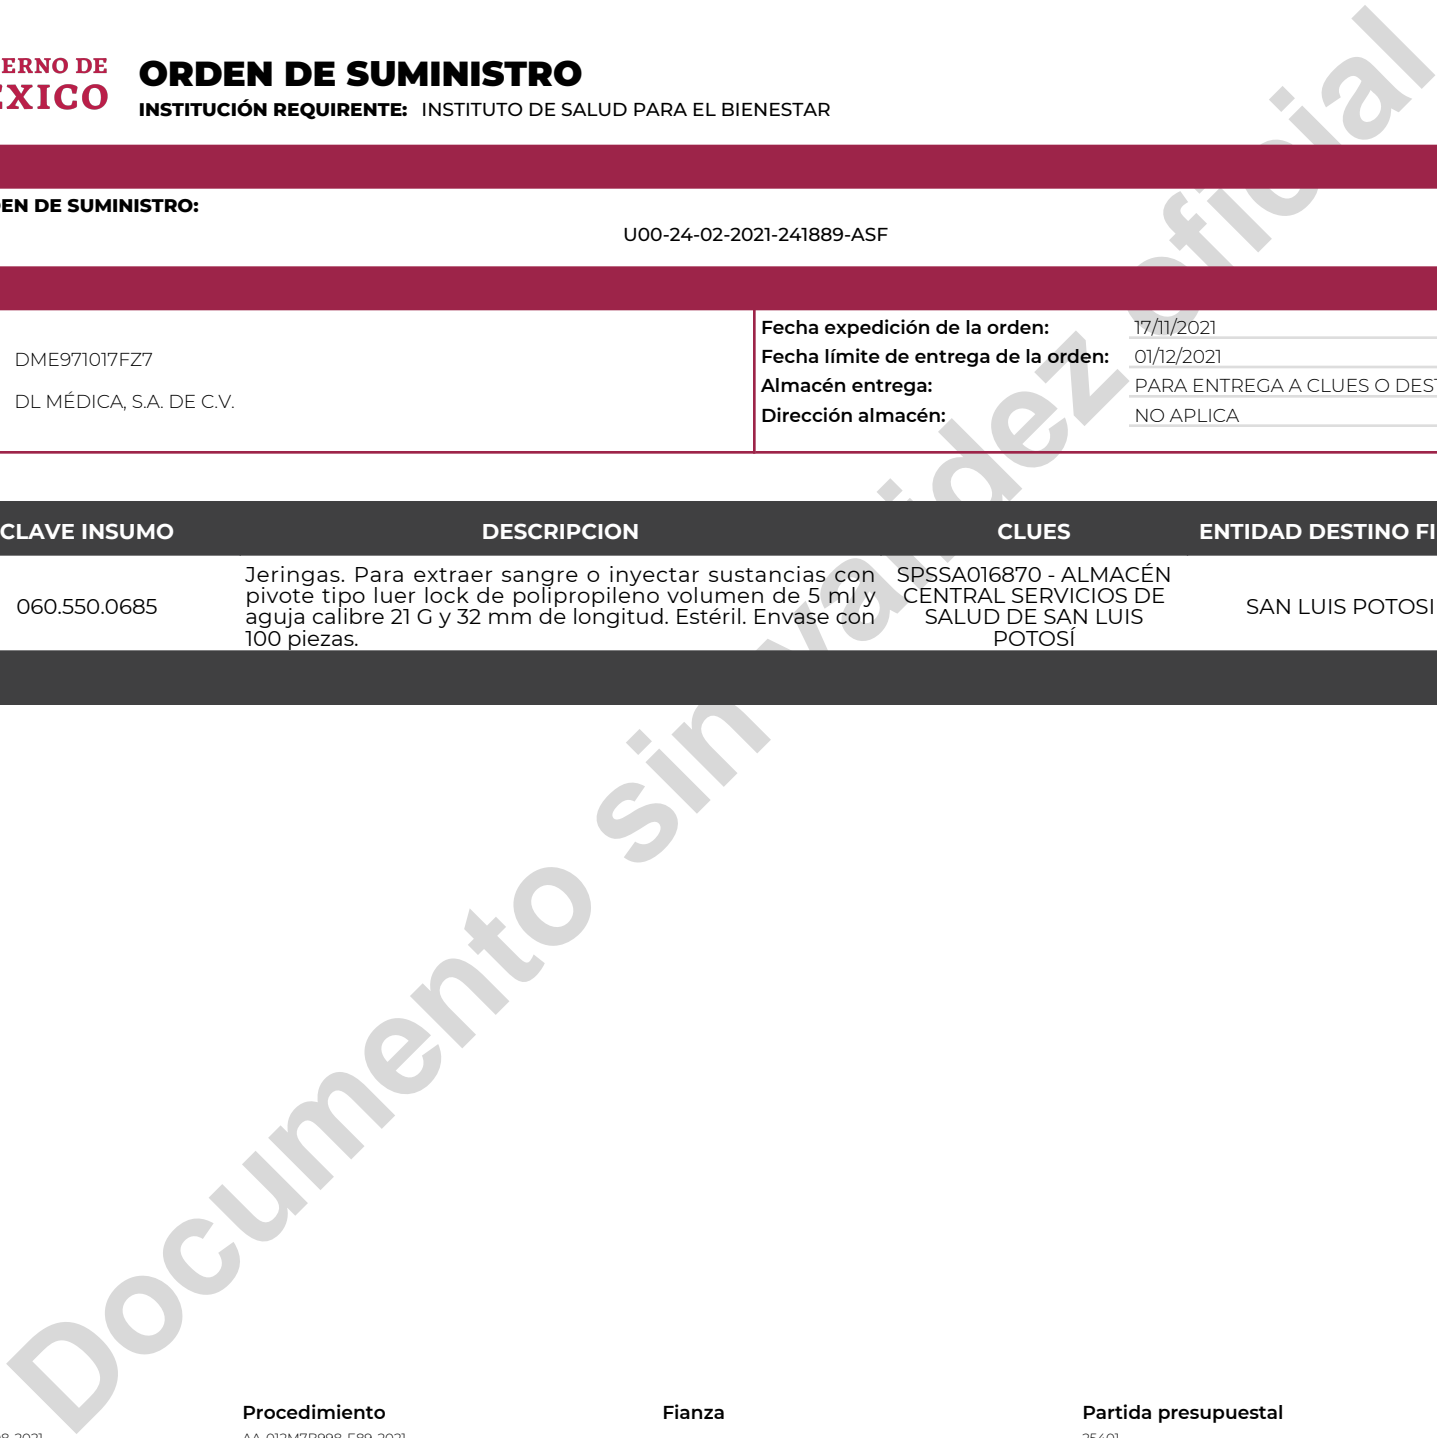 ERNO DE
ÉXICO
ORDEN DE SUMINISTRO
INSTITUCIÓN REQUIRENTE: INSTITUTO DE SALUD PARA EL BIENESTAR
EN DE SUMINISTRO:
U00-24-02-2021-241889-ASF
DME971017FZ7
DL MÉDICA, S.A. DE C.V.
Fecha expedición de la orden: 17/11/2021
Fecha límite de entrega de la orden: 01/12/2021
Almacén entrega: PARA ENTREGA A CLUES O DEST
Dirección almacén: NO APLICA
CLAVE INSUMO DESCRIPCION CLUES ENTIDAD DESTINO FI
060.550.0685
Jeringas. Para extraer sangre o inyectar sustancias con
pivote tipo luer lock de polipropileno volumen de 5 ml y
aguja calibre 21 G y 32 mm de longitud. Estéril. Envase con
100 piezas.
SPSSA016870 - ALMACÉN
CENTRAL SERVICIOS DE
SALUD DE SAN LUIS
POTOSÍ
SAN LUIS POTOSI
Documento sin validez oficial
Procedimiento Fianza Partida presupuestal